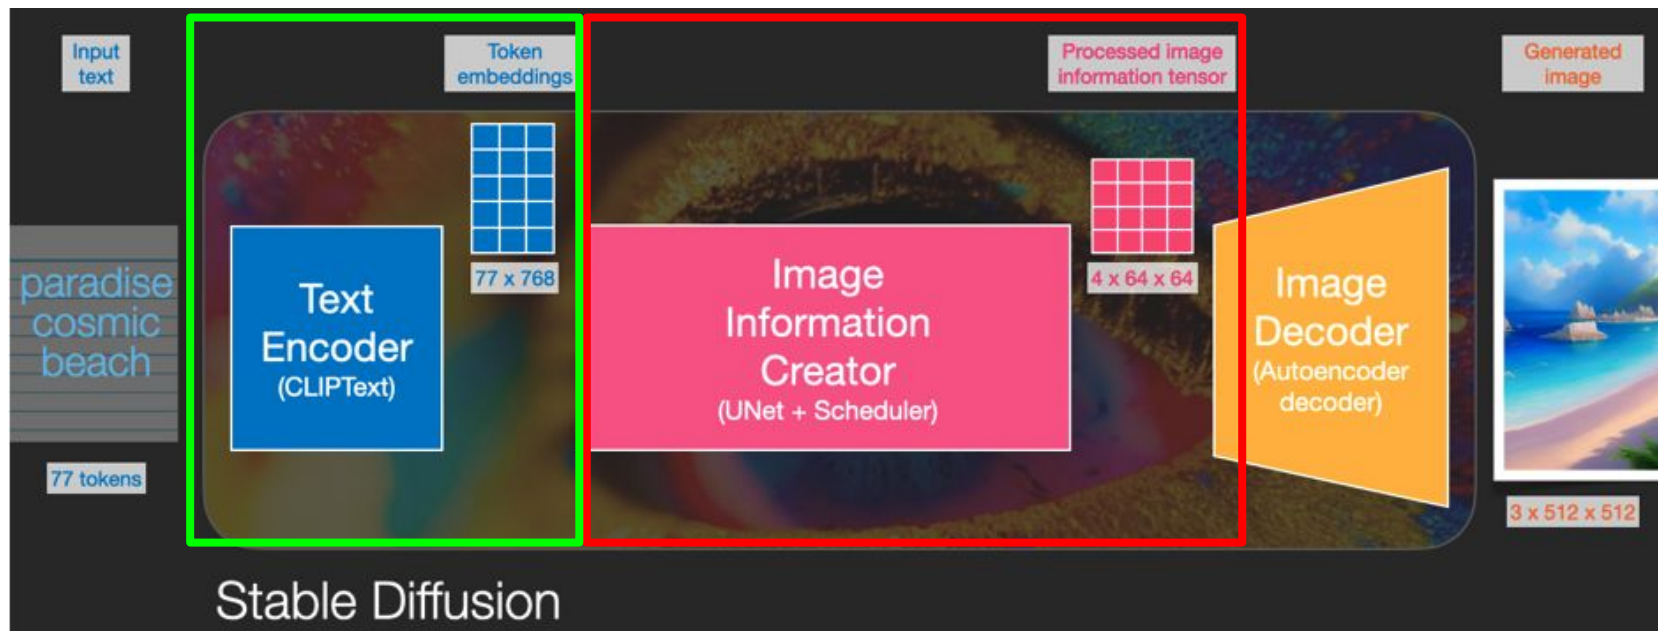 Input
text
Token
embeddings
Processed image
information tensor
Generated
image
paradise
cosmic
beach
77 tokens
Text
Encoder
(CLIPText)
77 x 768
Image
Information
Creator
(UNet + Scheduler)
4 x 64 x 64
Image
Decoder
(Autoencoder
decoder)
3 x 512 x 512
Stable Diffusion